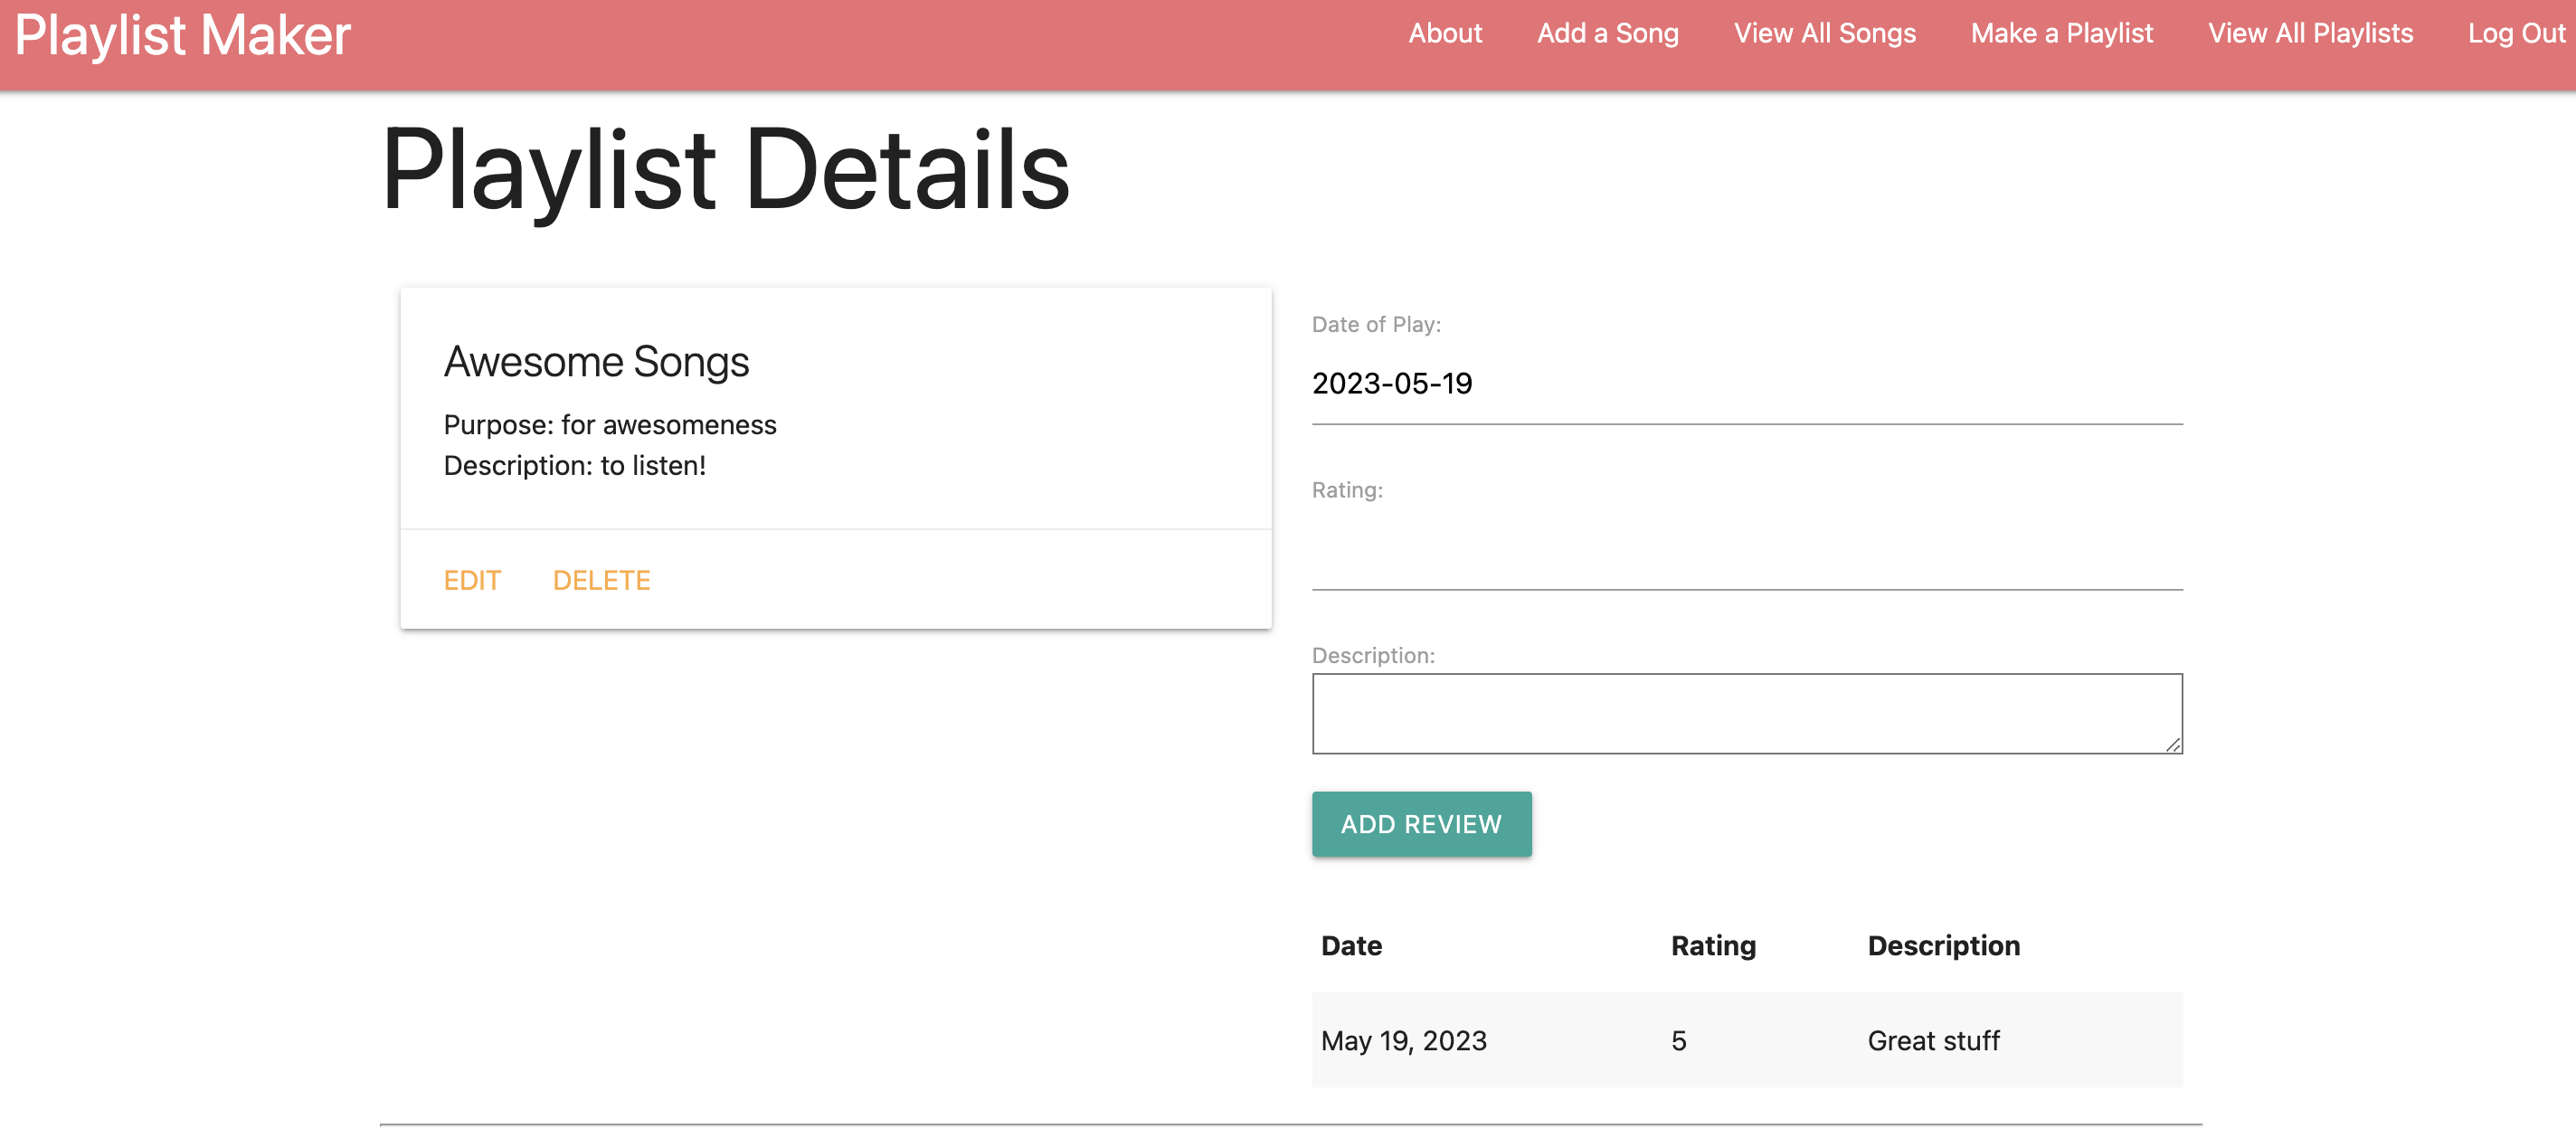 Playlist Maker
About Add a Song View All Songs Make a Playlist View All Playlists Log Out
Playlist Details
Awesome Songs
Purpose: for awesomeness
Description: to listen!
EDIT DELETE
Date of Play:
2023-05-19
Rating:
Description:
ADD REVIEW
Date Rating Description
May 19, 2023 5 Great stuff